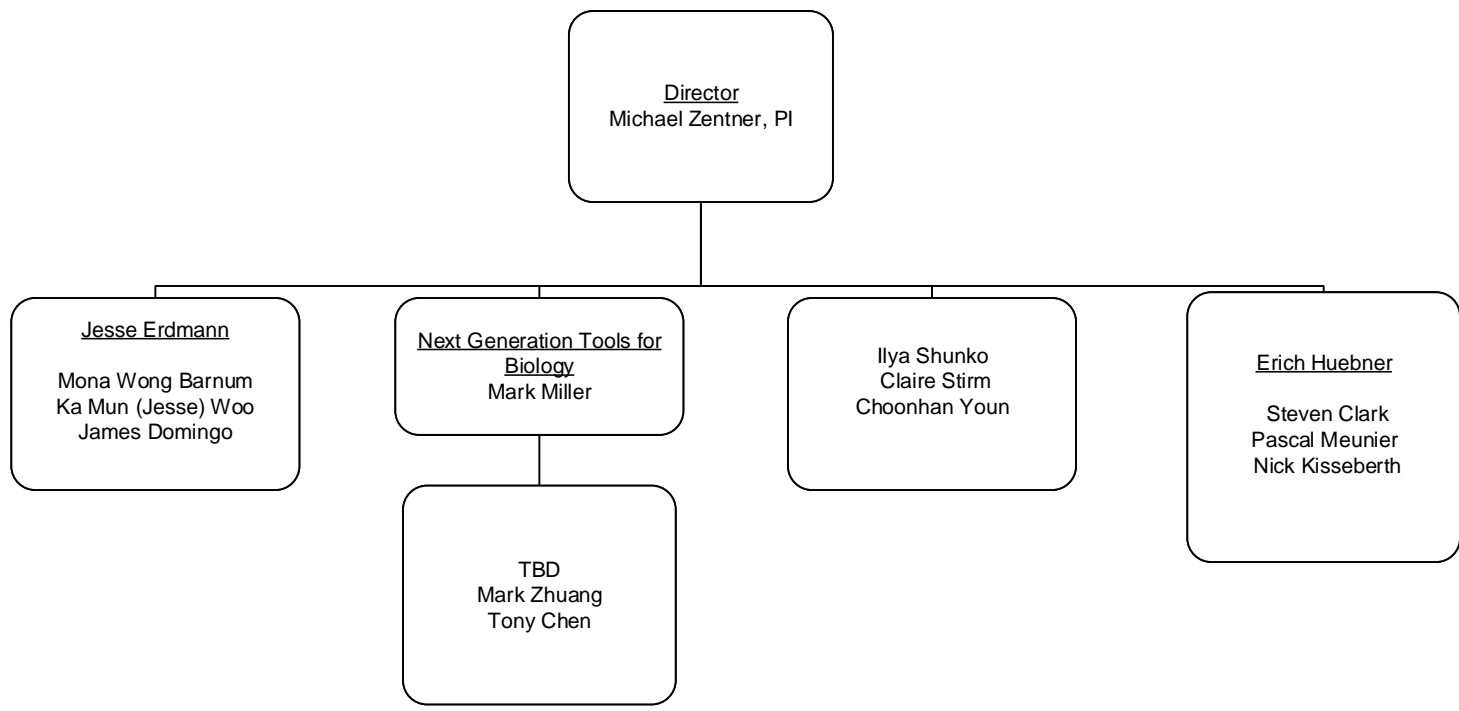 Director
Michael Zentner, PI
Jesse Erdmann
Mona Wong Barnum
Ka Mun (Jesse) Woo
James Domingo
Next Generation Tools for
Biology
Mark Miller
TBD
Mark Zhuang
Tony Chen
Ilya Shunko
Claire Stirm
Choonhan Youn
Erich Huebner
Steven Clark
Pascal Meunier
Nick Kisseberth